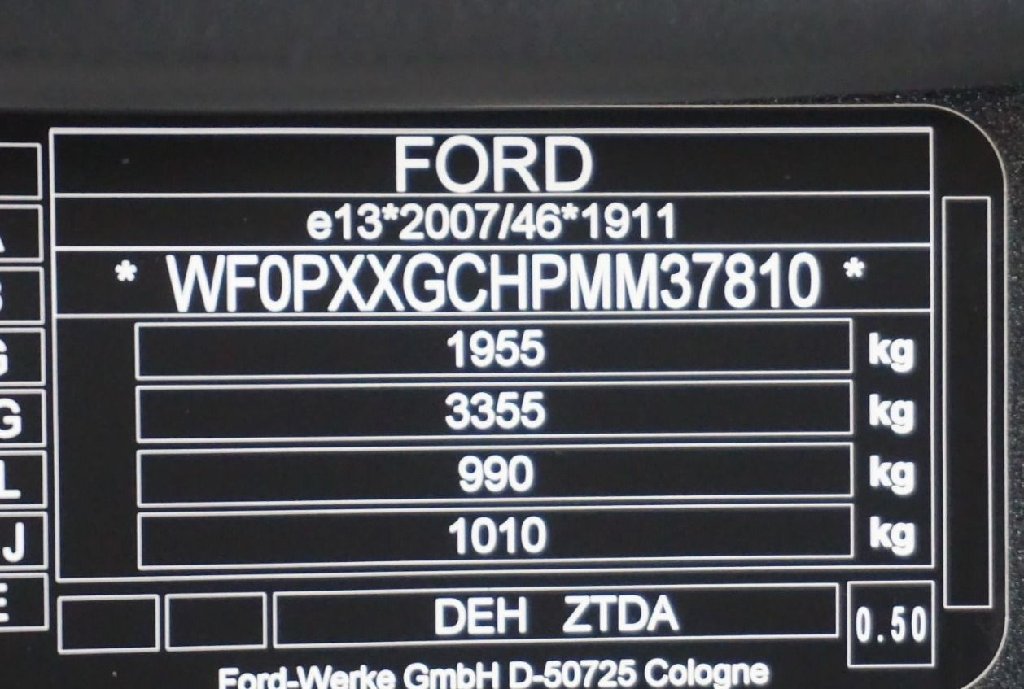 FORD
e13*2007/46*1911
* WF0PXXGCHPMM37810 *
1955 kg
3355 kg
G 990 kg
L 1010 kg
J
DEH ZTDA 0.50
Ford-Werke GmbH D-50725 Cologne